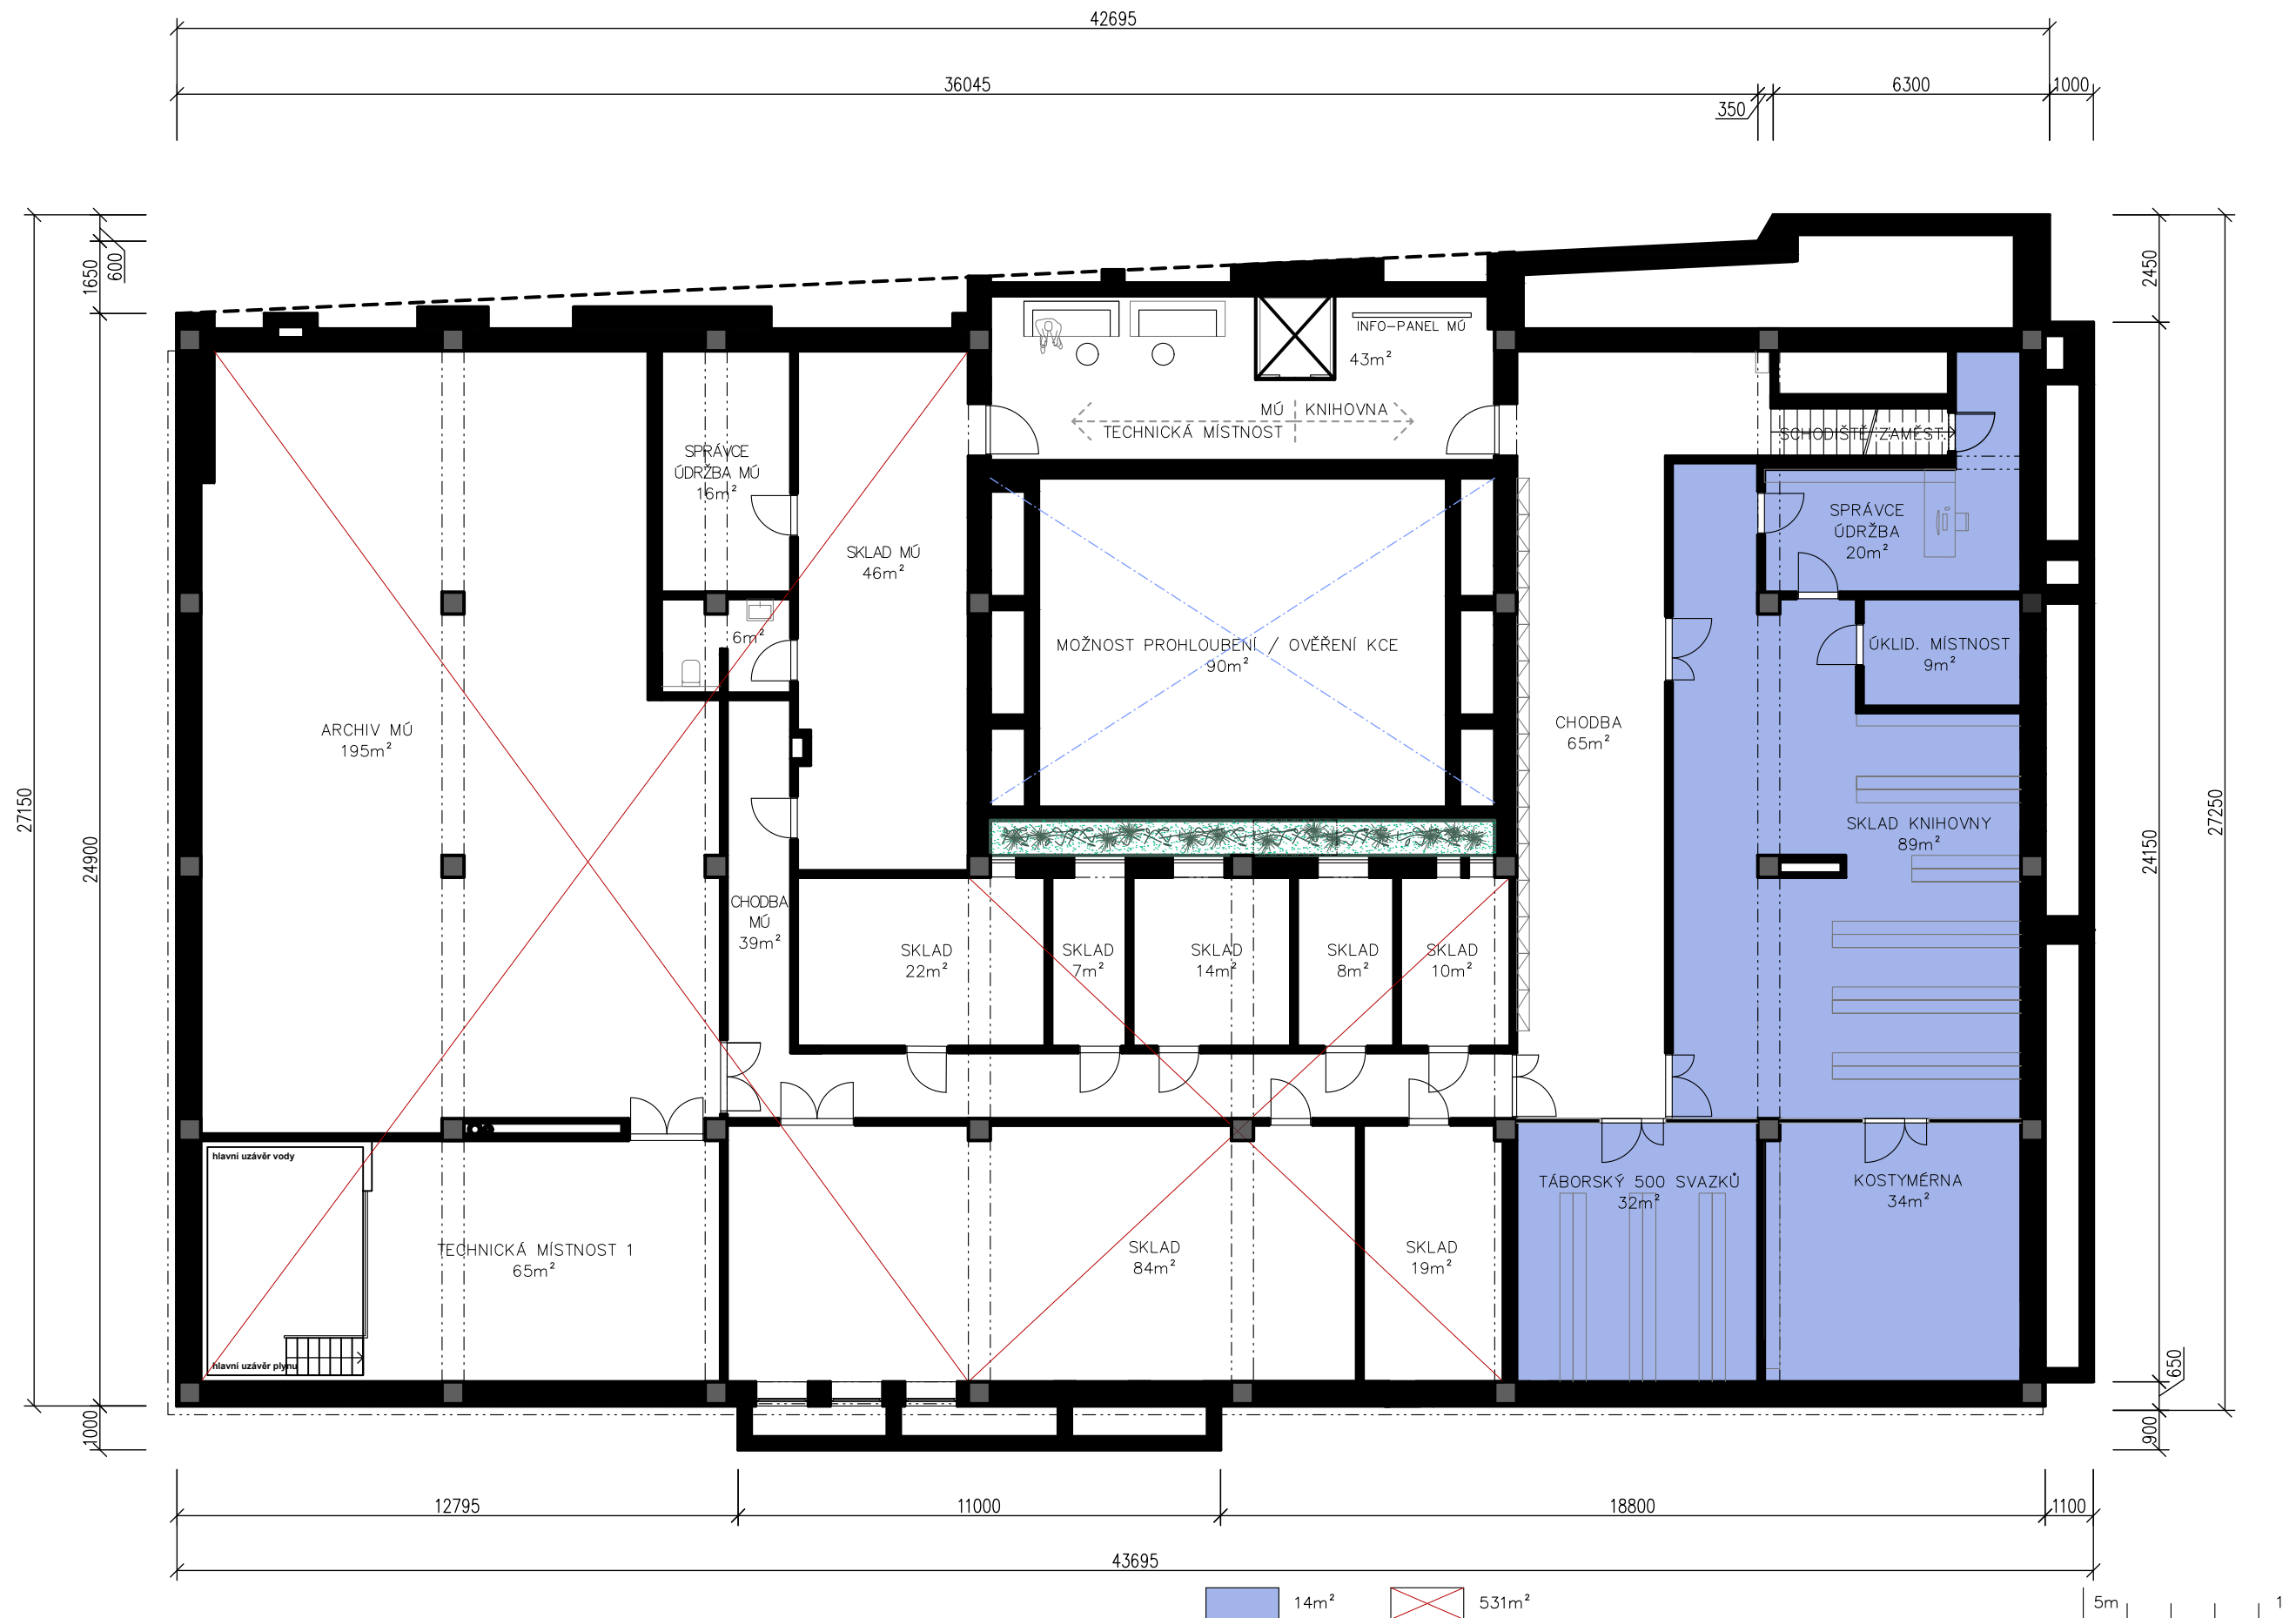 42695
36045
6300
1000
350
1650
600
2450
INFO-PANEL MÚ
43m²
MÚ
KNIHOVNA
TECHNICKÁ MÍSTNOST
SCHODIŠTĚ ZAMĚST.
SPRÁVCE
ÚDRŽBA MÚ
16m²
SPRÁVCE
ÚDRŽBA
20m²
SKLAD MÚ
46m²
6m²
MOŽNOST PROHLOUBENÍ / OVĚŘENÍ KCE
90m²
ÚKLID. MÍSTNOST
9m²
ARCHIV MÚ
195m²
CHODBA
65m²
27150
24900
24150
27250
SKLAD KNIHOVNY
89m²
CHODBA
MÚ
39m²
SKLAD
22m²
SKLAD
7m²
SKLAD
14m²
SKLAD
8m²
SKLAD
10m²
hlavní uzávěr vody
TÁBORSKÝ 500 SVAZKŮ
32m²
KOSTYMÉRNA
34m²
TECHNICKÁ MÍSTNOST 1
65m²
SKLAD
84m²
SKLAD
19m²
hlavní uzávěr plynu
650
1000
900
12795
11000
18800
1100
43695
14m²
531m²
5m
1